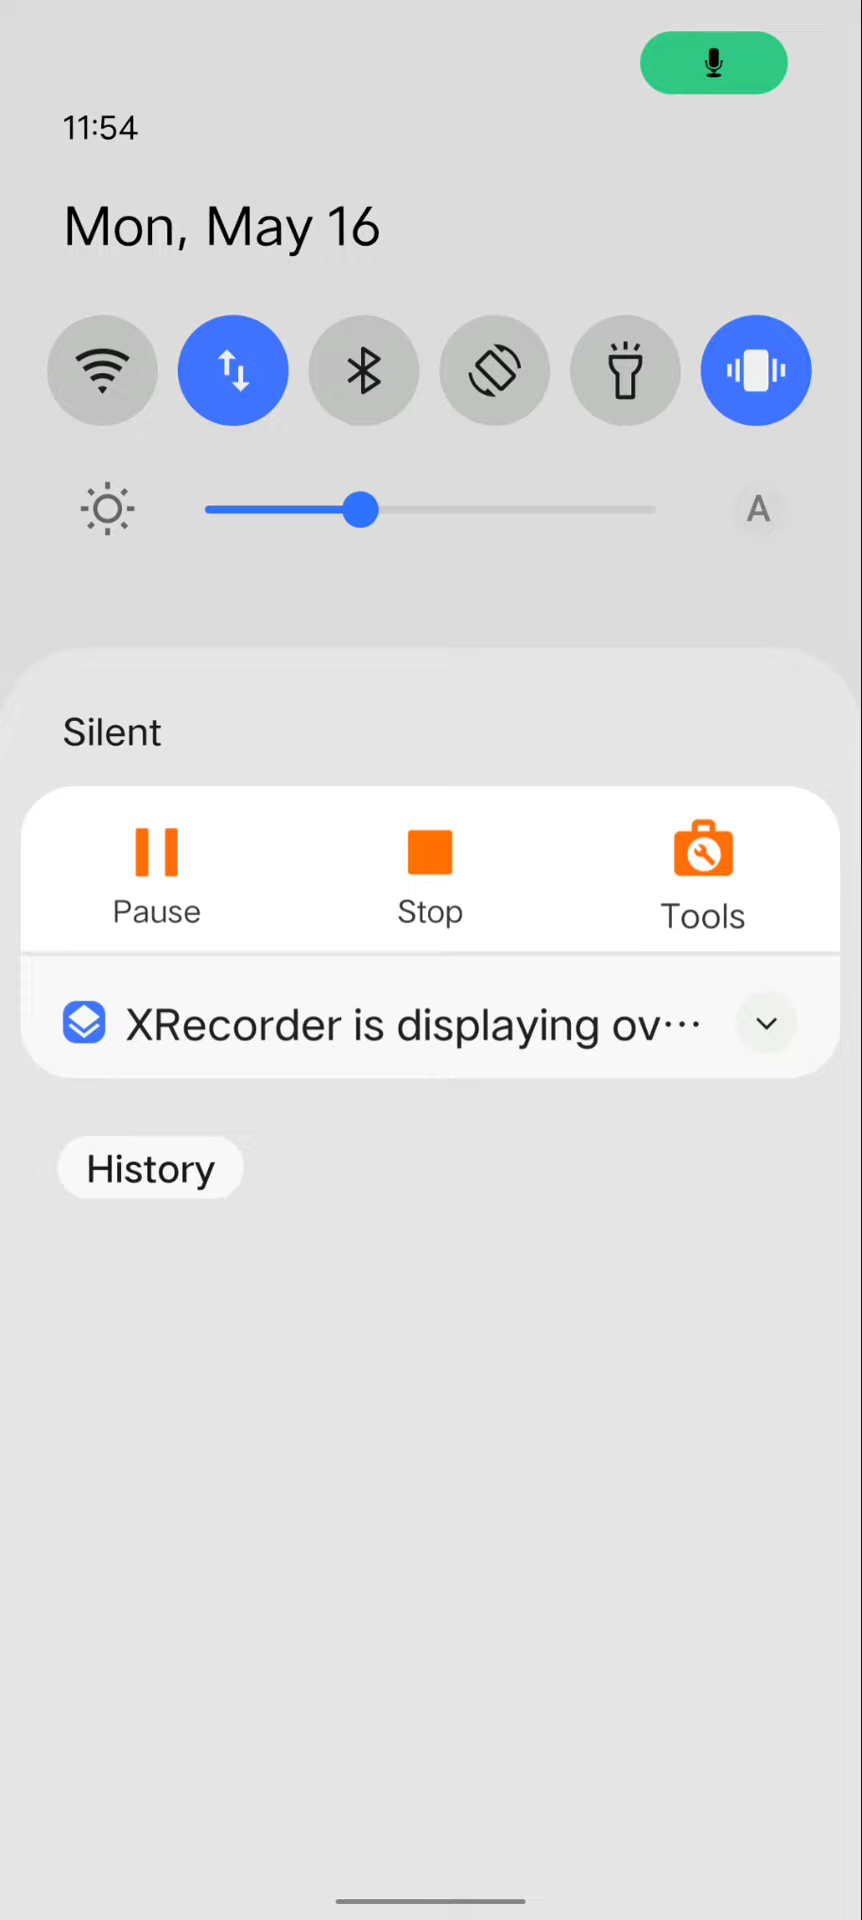 11:54
Mon, May 16
A
Silent
Pause Stop Tools
XRecorder is displaying ov···
History